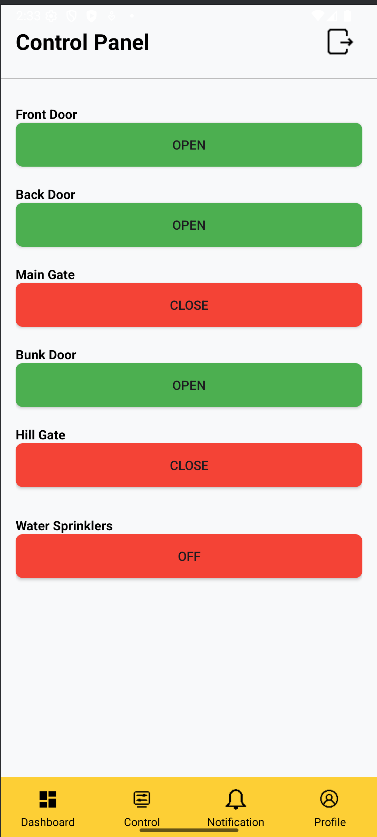 Control Panel
Front Door
OPEN
Back Door
OPEN
Main Gate
CLOSE
Bunk Door
OPEN
Hill Gate
CLOSE
Water Sprinklers
OFF
Dashboard Control Notification Profile